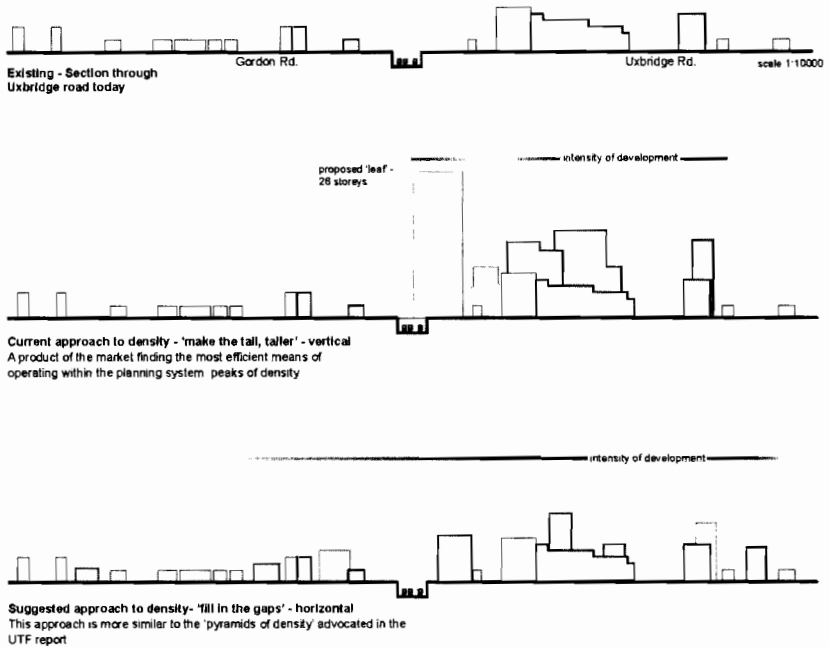 Gordon Rd.
Uxbridge Rd.
scale 1:10000
Existing - Section through
Uxbridge road today
intensity of development
proposed 'leaf' -
26 storeys
Current approach to density - 'make the tall, taller' - vertical
A product of the market finding the most efficient means of
operating within the planning system peaks of density
intensity of development
Suggested approach to density- 'fill in the gaps' - horizontal
This approach is more similar to the 'pyramids of density' advocated in the
UTF report